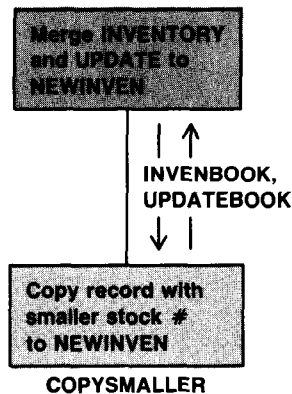 Merge INVENTORY
and UPDATE to
NEWINVEN
INVENBOOK,
UPDATEBOOK
Copy record with
smaller stock #
to NEWINVEN
COPYSMALLER